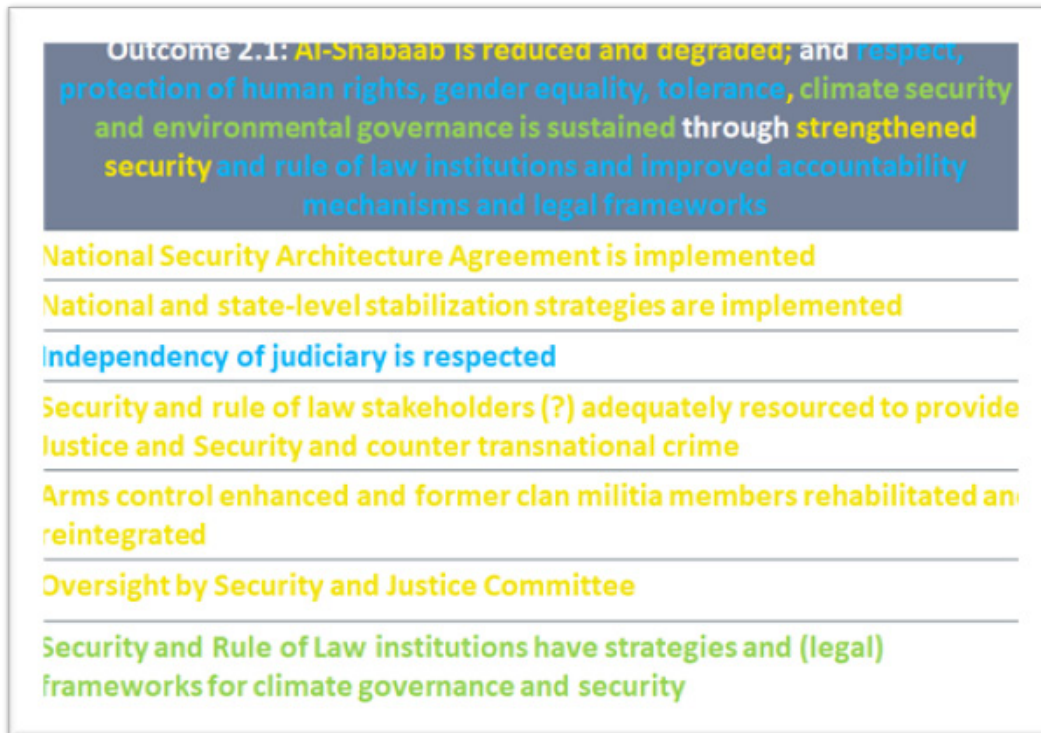 Outcome 2.1: Al-Shabaab is reduced and degraded; and respect,
protection of human rights, gender equality, tolerance, climate security
and environmental governance is sustained through strengthened
security and rule of law institutions and improved accountability
mechanisms and legal frameworks
National Security Architecture Agreement is implemented
National and state-level stabilization strategies are implemented
Independency of judiciary is respected
Security and rule of law stakeholders (?) adequately resourced to provide
Justice and Security and counter transnational crime
Arms control enhanced and former clan militia members rehabilitated and
reintegrated
Oversight by Security and Justice Committee
Security and Rule of Law institutions have strategies and (legal)
frameworks for climate governance and security